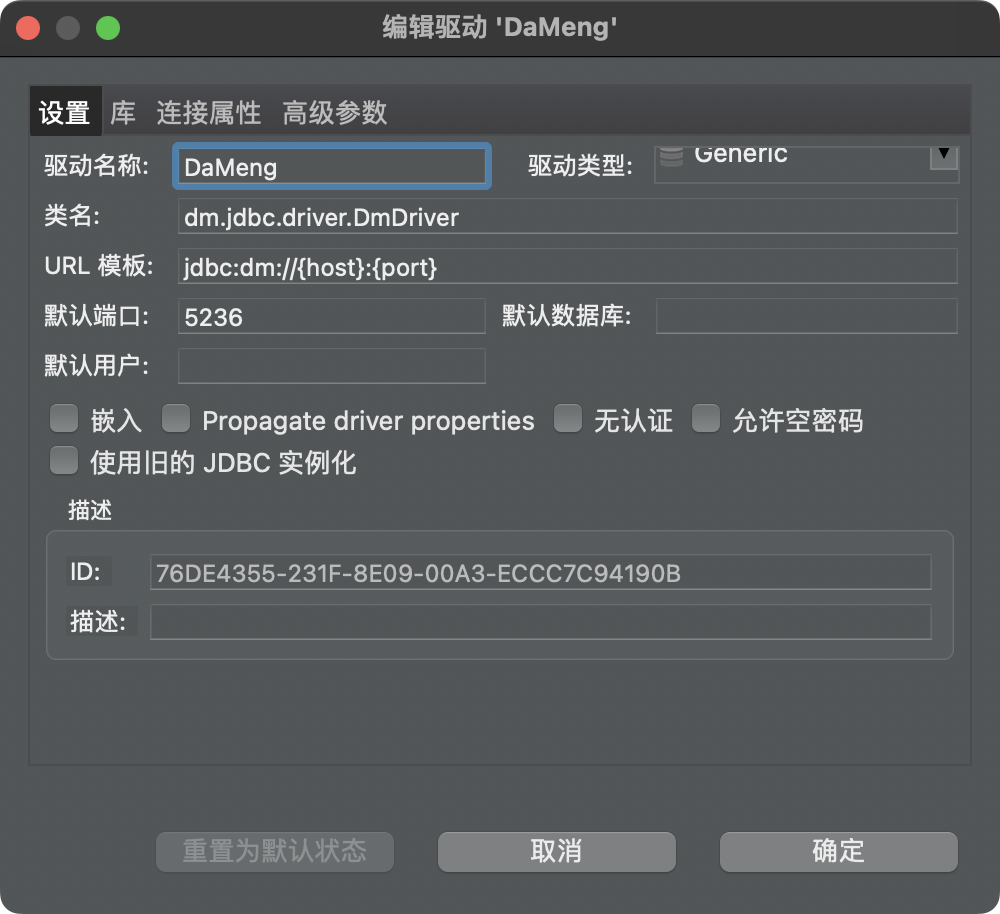 编辑驱动 'DaMeng'
设置 库 连接属性 高级参数
驱动名称: DaMeng 驱动类型: Generic
类名: dm.jdbc.driver.DmDriver
URL 模板: jdbc:dm://{host}:{port}
默认端口: 5236 默认数据库:
默认用户:
嵌入 Propagate driver properties 无认证 允许空密码
使用旧的 JDBC 实例化
描述
ID: 76DE4355-231F-8E09-00A3-ECCC7C94190B
描述:
重置为默认状态 取消 确定